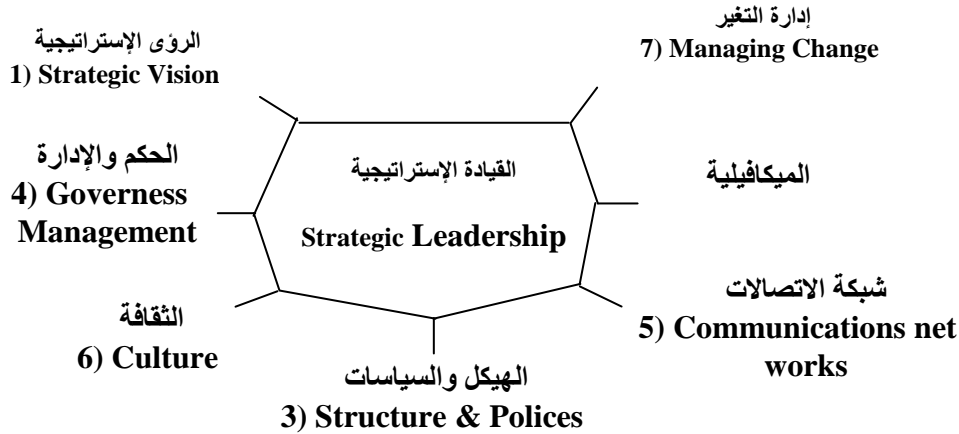 إدارة التغير
7) Managing Change
الرؤى الإستراتيجية
1) Strategic Vision
الحكم والإدارة
4) Governess
Management
القيادة الإستراتيجية
Strategic Leadership
الميكافيلية
شبكة الاتصالات
5) Communications net
works
الثقافة
6) Culture
الهيكل والسياسات
3) Structure & Polices